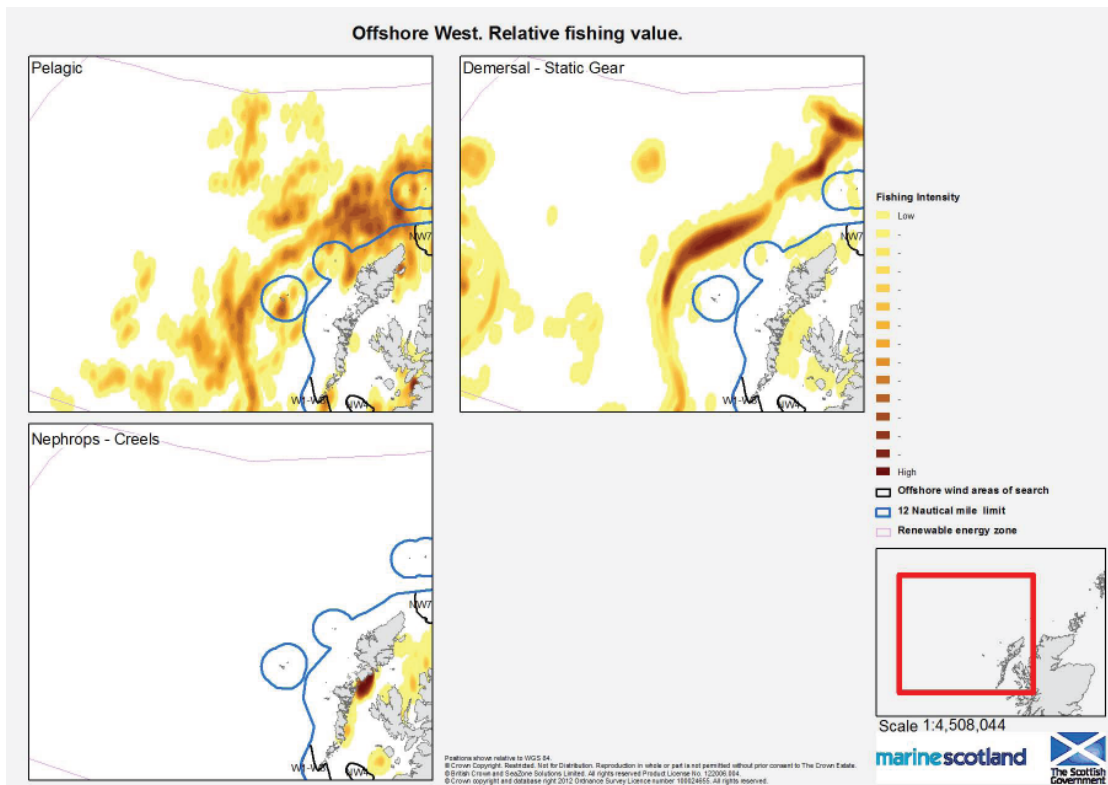 Offshore West. Relative fishing value.
Pelagic
NW7
W1-W3
NW4
Demersal - Static Gear
NW7
W1-W3
NW4
Nephrops - Creels
NW7
W1-W3
NW4
Fishing Intensity
Low
-
-
-
-
-
-
-
-
-
-
-
-
-
High
Offshore wind areas of search
12 Nautical mile limit
Renewable energy zone
Scale 1:4,508,044
marinescotland
The Scottish
Government
Positions shown relative to WGS 84.
© Crown Copyright. Restricted. Not for Distribution. Reproduction in whole or part is not permitted without prior consent to The Crown Estate.
© British Crown and SeaZone Solutions Limited. All rights reserved Product License No. 122006.004.
© Crown copyright and database right 2012 Ordnance Survey Licence number 100024655. All rights reserved.